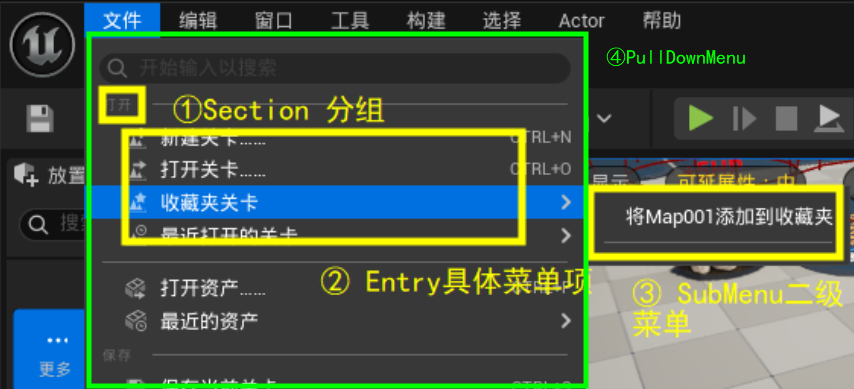 文件 编辑 窗口 工具 构建 选择 Actor 帮助
④PullDownMenu
开始输入以搜索
打开
①Section 分组
新建关卡...... CTRL+N
打开关卡...... CTRL+O
收藏夹关卡
最近打开的关卡
② Entry具体菜单项
打开资产......
最近的资产
保存
保存当前关卡
放置
搜索
更多
显示
可延展性：中
将Map001添加到收藏夹
③ SubMenu二级
菜单